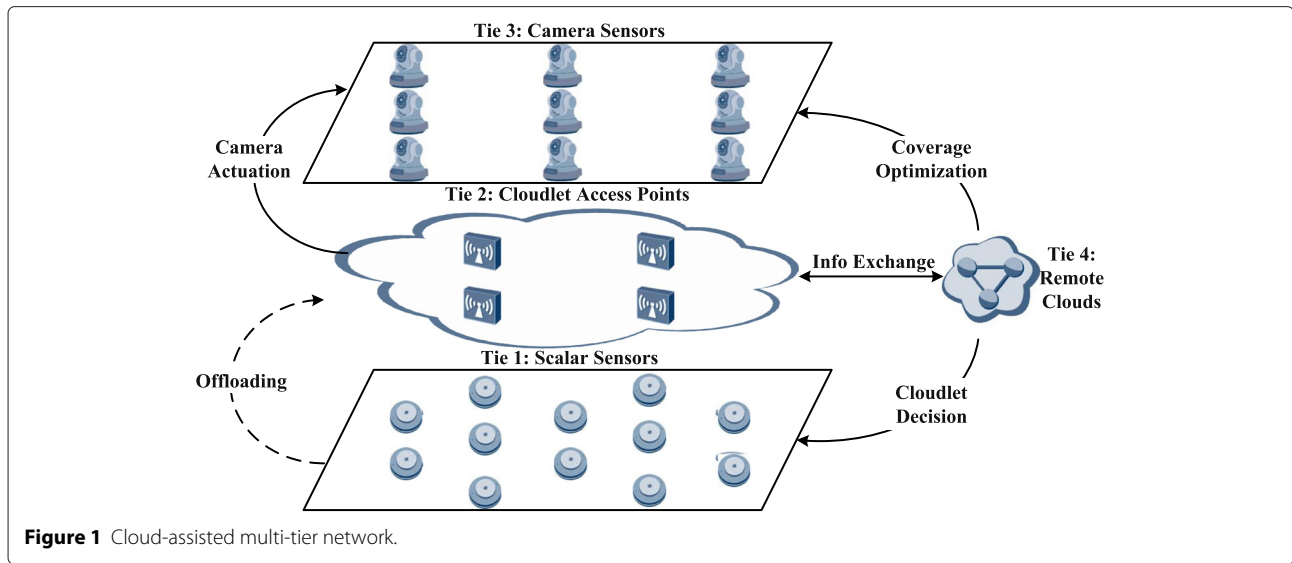 Tie 3: Camera Sensors
Camera
Actuation
Coverage
Optimization
Tie 2: Cloudlet Access Points
Info Exchange
Tie 4:
Remote
Clouds
Tie 1: Scalar Sensors
Offloading
Cloudlet
Decision
Figure 1 Cloud-assisted multi-tier network.